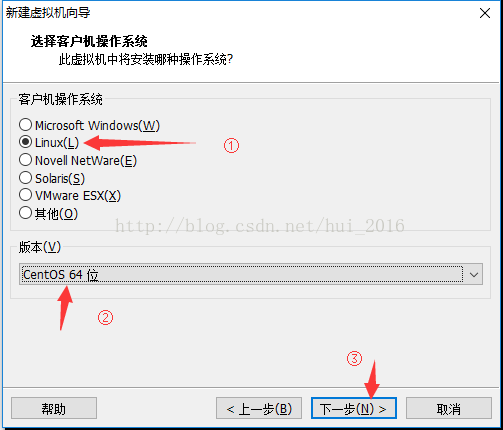 新建虚拟机向导
选择客户机操作系统
此虚拟机中将安装哪种操作系统?
客户机操作系统
Microsoft Windows(W)
Linux(L)
①
Novell NetWare(E)
Solaris(S)
VMware ESX(X)
其他(O)
http://blog.csdn.net/hui_2016
版本(V)
CentOS 64 位
②
③
帮助
< 上一步(B)
下一步(N) >
取消